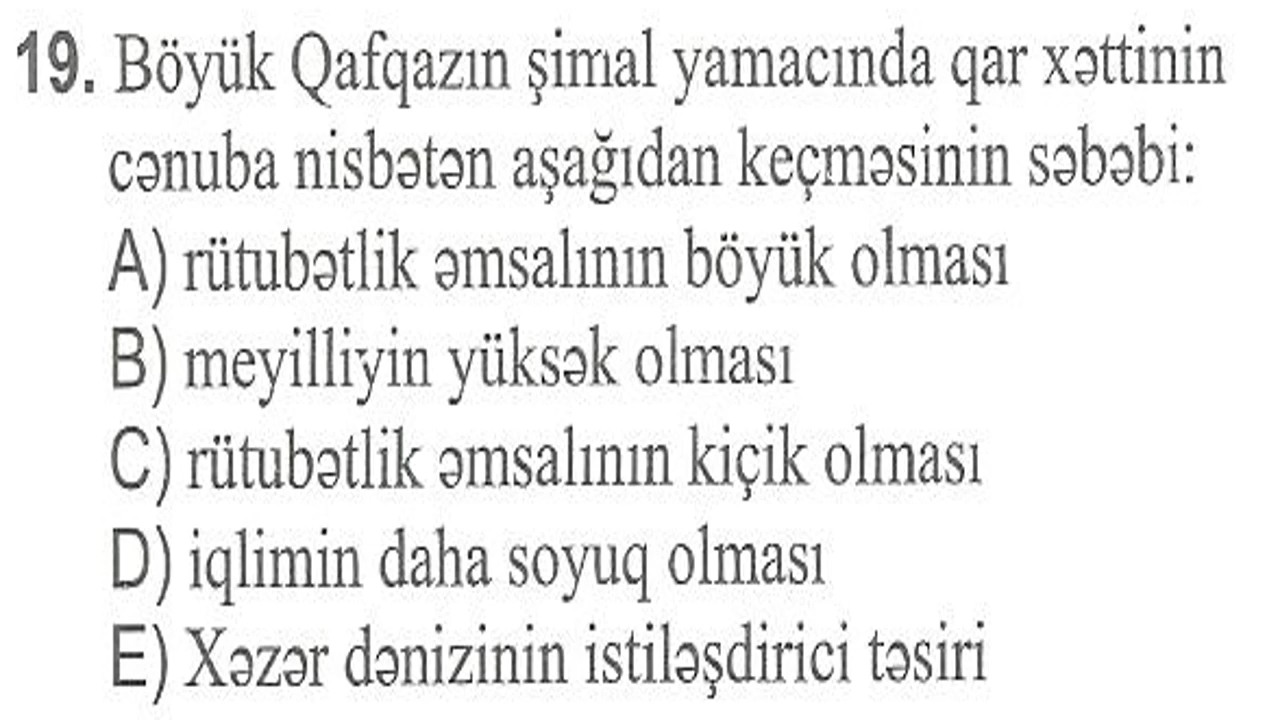 19. Böyük Qafqazın şimal yamacında qar xəttinin
cənuba nisbətən aşağıdan keçməsinin səbəbi:
A) rütubətlik əmsalının böyük olması
B) meyilliyin yüksək olması
C) rütubətlik əmsalının kiçik olması
D) iqlimin daha soyuq olması
E) Xəzər dənizinin istiləşdirici təsiri